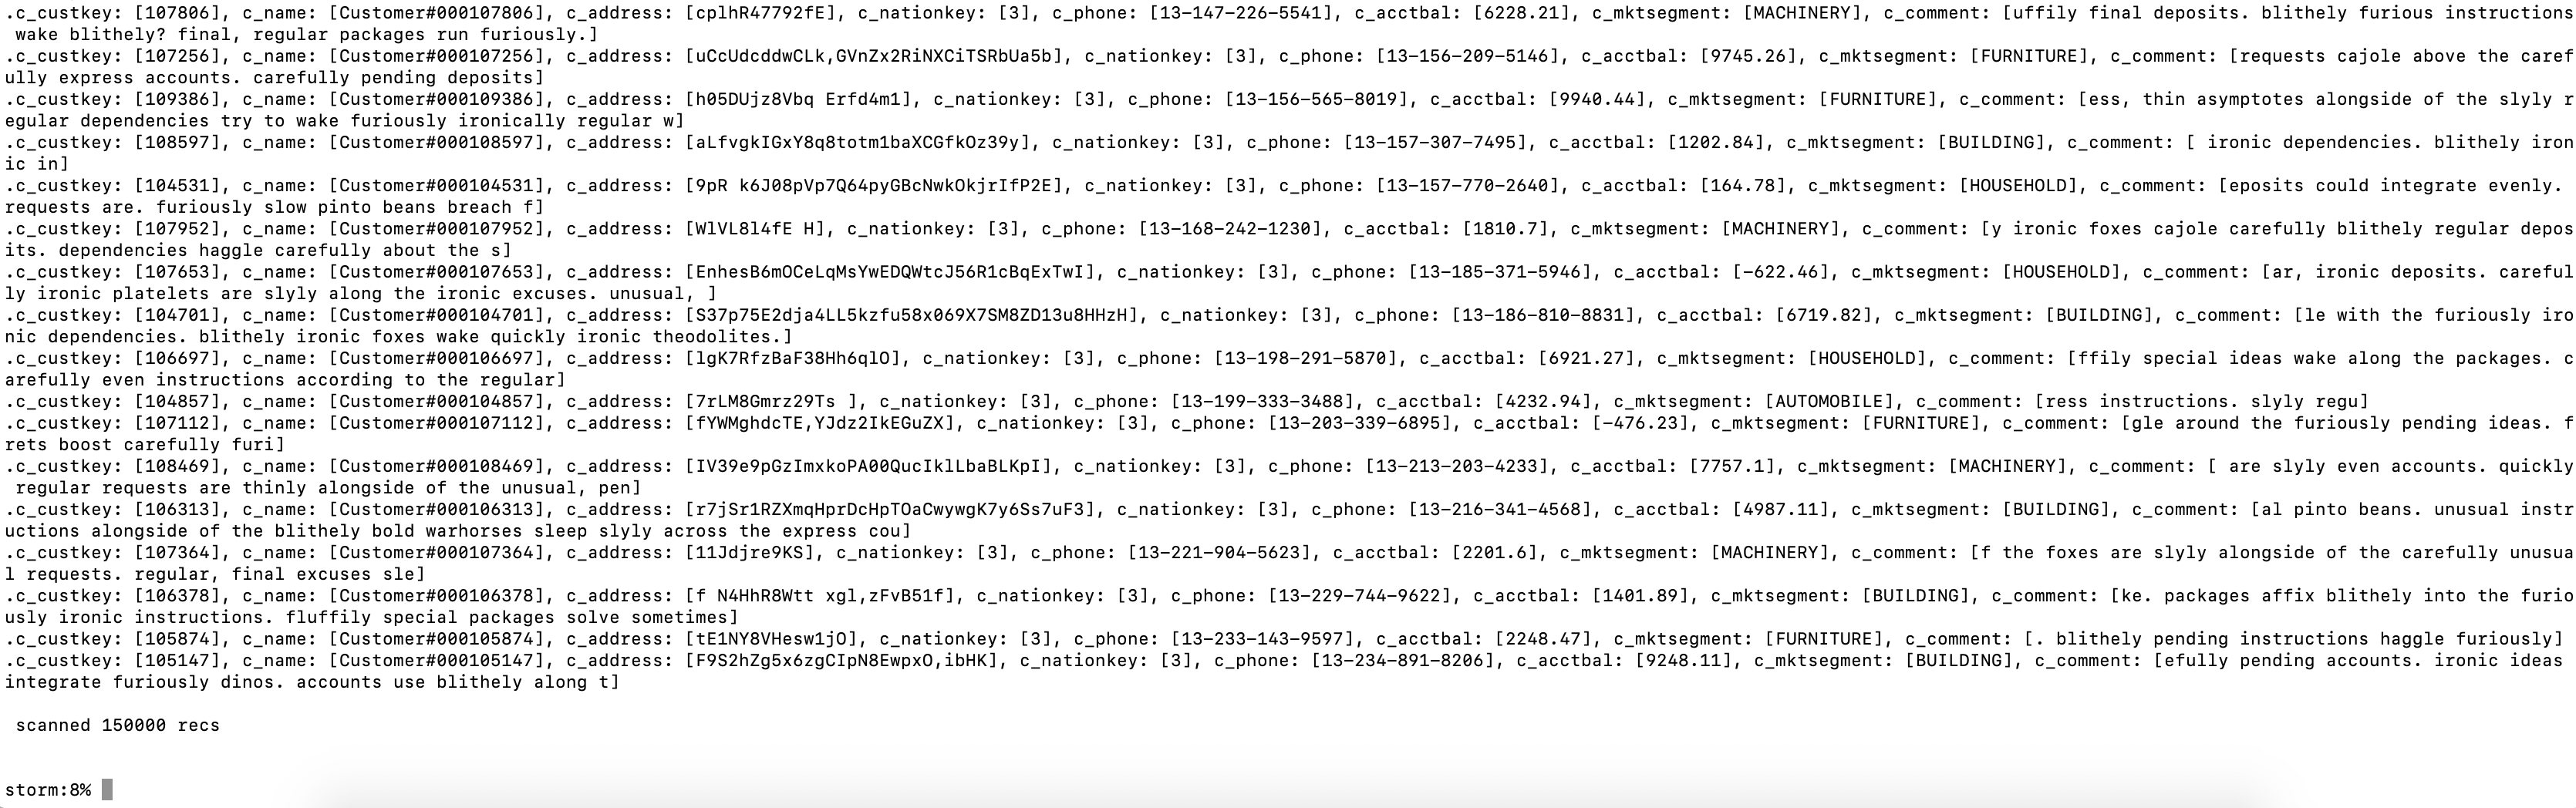 .c_custkey: [107806], c_name: [Customer#000107806], c_address: [cplhR47792fE], c_nationkey: [3], c_phone: [13-147-226-5541], c_acctbal: [6228.21], c_mktsegment: [MACHINERY], c_comment: [uffily final deposits. blithely furious instructions
 wake blithely? final, regular packages run furiously.]
.c_custkey: [107256], c_name: [Customer#000107256], c_address: [uCcUdcddwCLk,GVnZx2RiNXCiTSRbUa5b], c_nationkey: [3], c_phone: [13-156-209-5146], c_acctbal: [9745.26], c_mktsegment: [FURNITURE], c_comment: [requests cajole above the caref
ully express accounts. carefully pending deposits]
.c_custkey: [109386], c_name: [Customer#000109386], c_address: [h05DUjz8Vbq Erfd4m1], c_nationkey: [3], c_phone: [13-156-565-8019], c_acctbal: [9940.44], c_mktsegment: [FURNITURE], c_comment: [ess, thin asymptotes alongside of the slyly r
egular dependencies try to wake furiously ironically regular w]
.c_custkey: [108597], c_name: [Customer#000108597], c_address: [aLfvgkIGxY8q8totm1baXCGfkOz39y], c_nationkey: [3], c_phone: [13-157-307-7495], c_acctbal: [1202.84], c_mktsegment: [BUILDING], c_comment: [ ironic dependencies. blithely iron
ic in]
.c_custkey: [104531], c_name: [Customer#000104531], c_address: [9pR k6J08pVp7Q64pyGBcNwkOkjrIfP2E], c_nationkey: [3], c_phone: [13-157-770-2640], c_acctbal: [164.78], c_mktsegment: [HOUSEHOLD], c_comment: [eposits could integrate evenly.
requests are. furiously slow pinto beans breach f]
.c_custkey: [107952], c_name: [Customer#000107952], c_address: [WlVL8l4fE H], c_nationkey: [3], c_phone: [13-168-242-1230], c_acctbal: [1810.7], c_mktsegment: [MACHINERY], c_comment: [y ironic foxes cajole carefully blithely regular depos
its. dependencies haggle carefully about the s]
.c_custkey: [107653], c_name: [Customer#000107653], c_address: [EnhesB6mOCeLqMsYwEDQWtcJ56R1cBqExTwI], c_nationkey: [3], c_phone: [13-185-371-5946], c_acctbal: [-622.46], c_mktsegment: [HOUSEHOLD], c_comment: [ar, ironic deposits. careful
ly ironic platelets are slyly along the ironic excuses. unusual, ]
.c_custkey: [104701], c_name: [Customer#000104701], c_address: [S37p75E2dja4LL5kzfu58x069X7SM8ZD13u8HHzH], c_nationkey: [3], c_phone: [13-186-810-8831], c_acctbal: [6719.82], c_mktsegment: [BUILDING], c_comment: [le with the furiously iro
nic dependencies. blithely ironic foxes wake quickly ironic theodolites.]
.c_custkey: [106697], c_name: [Customer#000106697], c_address: [lgK7RfzBaF38Hh6qlO], c_nationkey: [3], c_phone: [13-198-291-5870], c_acctbal: [6921.27], c_mktsegment: [HOUSEHOLD], c_comment: [ffily special ideas wake along the packages. c
arefully even instructions according to the regular]
.c_custkey: [104857], c_name: [Customer#000104857], c_address: [7rLM8Gmrz29Ts ], c_nationkey: [3], c_phone: [13-199-333-3488], c_acctbal: [4232.94], c_mktsegment: [AUTOMOBILE], c_comment: [ress instructions. slyly regu]
.c_custkey: [107112], c_name: [Customer#000107112], c_address: [fYWMghdcTE,YJdz2IkEGuZX], c_nationkey: [3], c_phone: [13-203-339-6895], c_acctbal: [-476.23], c_mktsegment: [FURNITURE], c_comment: [gle around the furiously pending ideas. f
rets boost carefully furi]
.c_custkey: [108469], c_name: [Customer#000108469], c_address: [IV39e9pGzImxkoPA00QucIklLbaBLKpI], c_nationkey: [3], c_phone: [13-213-203-4233], c_acctbal: [7757.1], c_mktsegment: [MACHINERY], c_comment: [ are slyly even accounts. quickly
 regular requests are thinly alongside of the unusual, pen]
.c_custkey: [106313], c_name: [Customer#000106313], c_address: [r7jSr1RZXmqHprDcHpTOaCwywgK7y6Ss7uF3], c_nationkey: [3], c_phone: [13-216-341-4568], c_acctbal: [4987.11], c_mktsegment: [BUILDING], c_comment: [al pinto beans. unusual instr
uctions alongside of the blithely bold warhorses sleep slyly across the express cou]
.c_custkey: [107364], c_name: [Customer#000107364], c_address: [11Jdjre9KS], c_nationkey: [3], c_phone: [13-221-904-5623], c_acctbal: [2201.6], c_mktsegment: [MACHINERY], c_comment: [f the foxes are slyly alongside of the carefully unusua
l requests. regular, final excuses sle]
.c_custkey: [106378], c_name: [Customer#000106378], c_address: [f N4HhR8Wtt xgl,zFvB51f], c_nationkey: [3], c_phone: [13-229-744-9622], c_acctbal: [1401.89], c_mktsegment: [BUILDING], c_comment: [ke. packages affix blithely into the furio
usly ironic instructions. fluffily special packages solve sometimes]
.c_custkey: [105874], c_name: [Customer#000105874], c_address: [tE1NY8VHesw1jO], c_nationkey: [3], c_phone: [13-233-143-9597], c_acctbal: [2248.47], c_mktsegment: [FURNITURE], c_comment: [. blithely pending instructions haggle furiously]
.c_custkey: [105147], c_name: [Customer#000105147], c_address: [F9S2hZg5x6zgCIpN8EwpxO,ibHK], c_nationkey: [3], c_phone: [13-234-891-8206], c_acctbal: [9248.11], c_mktsegment: [BUILDING], c_comment: [efully pending accounts. ironic ideas
integrate furiously dinos. accounts use blithely along t]
 scanned 150000 recs
storm:8%